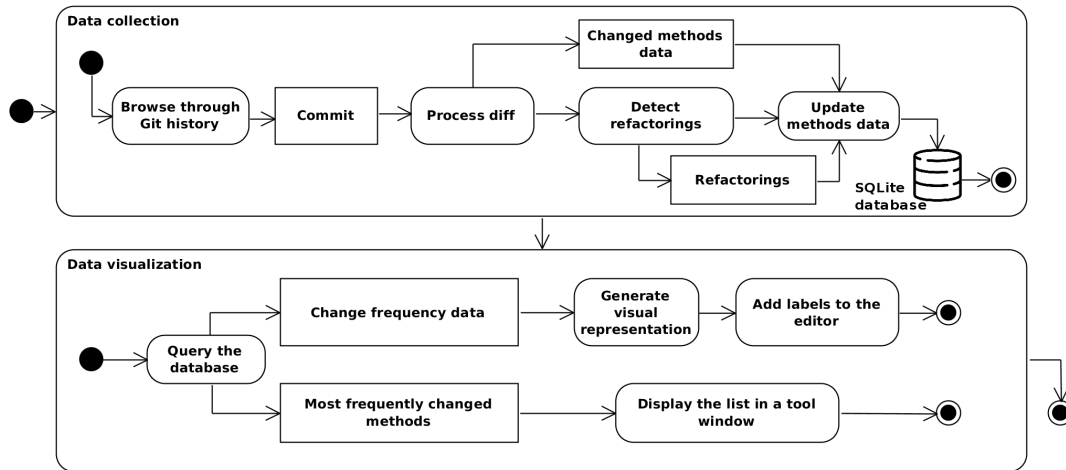 Data collection
Changed methods
data
Browse through
Git history
Commit
Process diff
Detect
refactorings
Update
methods data
Refactorings
SQLite
database
Data visualization
Change frequency data
Generate
visual
representation
Add labels to the
editor
Query the
database
Most frequently changed
methods
Display the list in a tool
window